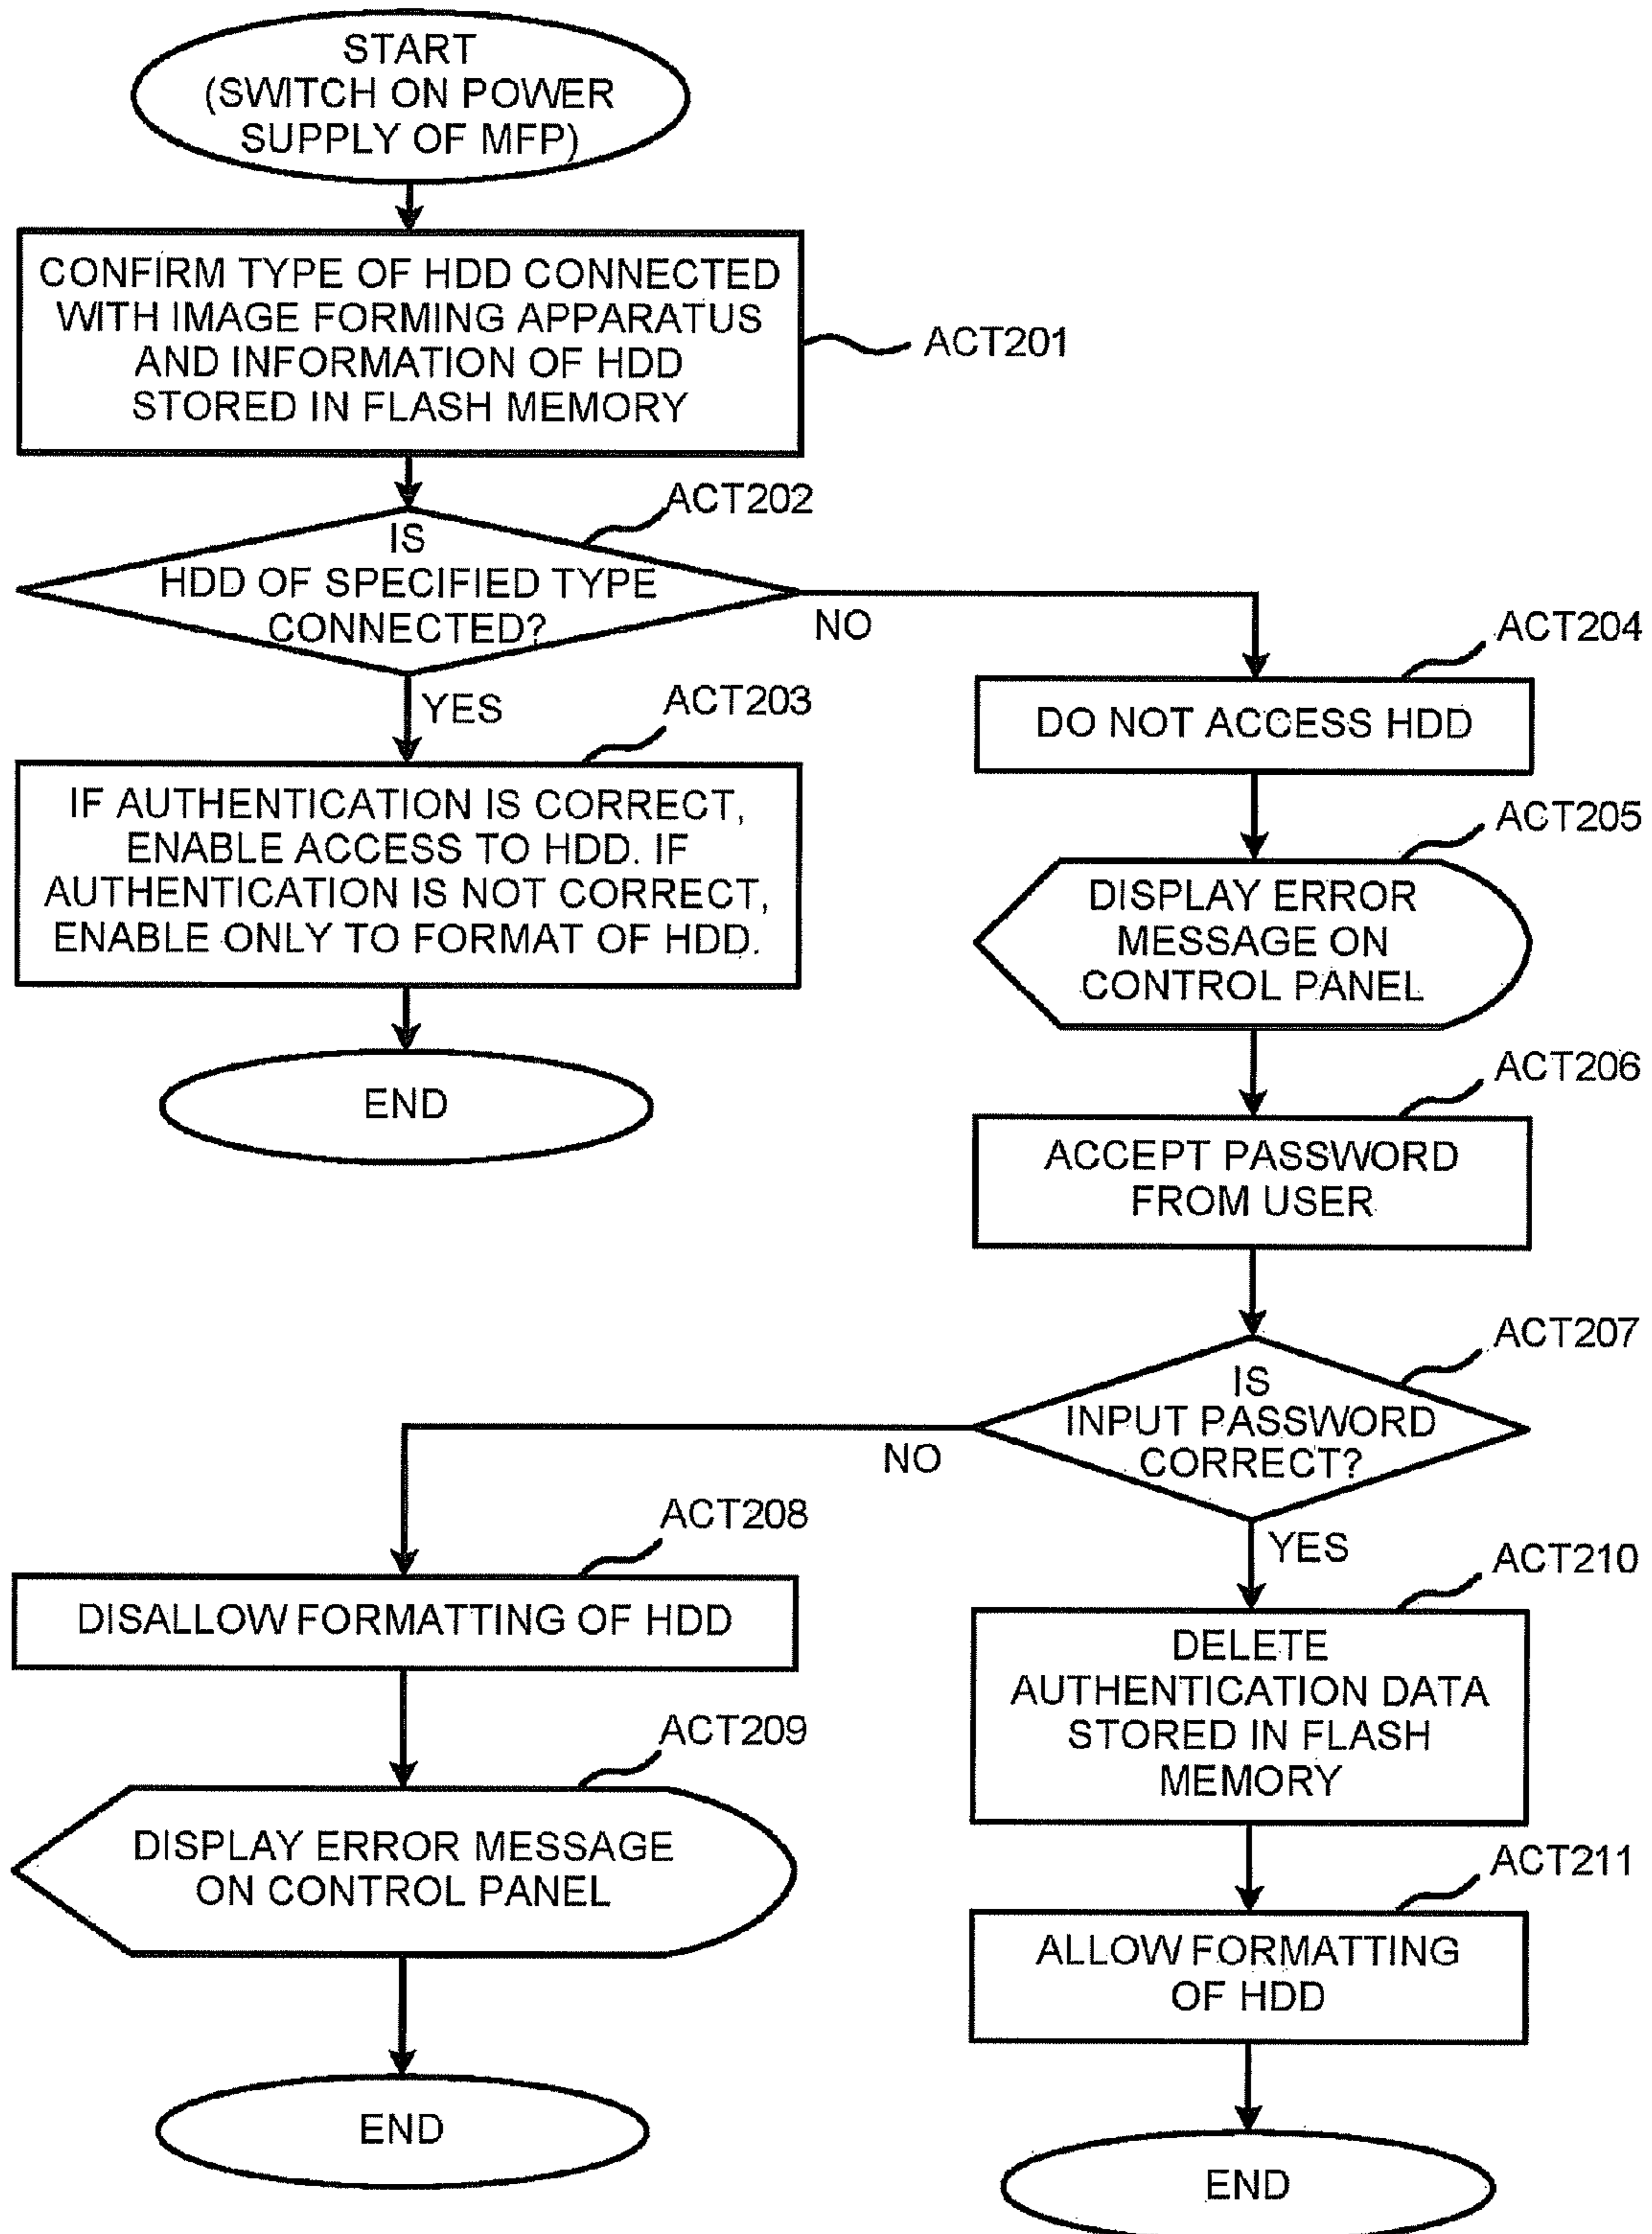 START
(SWITCH ON POWER
SUPPLY OF MFP)
CONFIRM TYPE OF HDD CONNECTED
WITH IMAGE FORMING APPARATUS
AND INFORMATION OF HDD
STORED IN FLASH MEMORY
ACT201
ACT202
IS
HDD OF SPECIFIED TYPE
CONNECTED?
NO
YES
ACT203
IF AUTHENTICATION IS CORRECT,
ENABLE ACCESS TO HDD. IF
AUTHENTICATION IS NOT CORRECT,
ENABLE ONLY TO FORMAT OF HDD.
END
ACT204
DO NOT ACCESS HDD
ACT205
DISPLAY ERROR
MESSAGE ON
CONTROL PANEL
ACT206
ACCEPT PASSWORD
FROM USER
ACT207
IS
INPUT PASSWORD
CORRECT?
NO
YES
ACT208
DISALLOW FORMATTING OF HDD
ACT209
DISPLAY ERROR MESSAGE
ON CONTROL PANEL
END
ACT210
DELETE
AUTHENTICATION DATA
STORED IN FLASH
MEMORY
ACT211
ALLOW FORMATTING
OF HDD
END